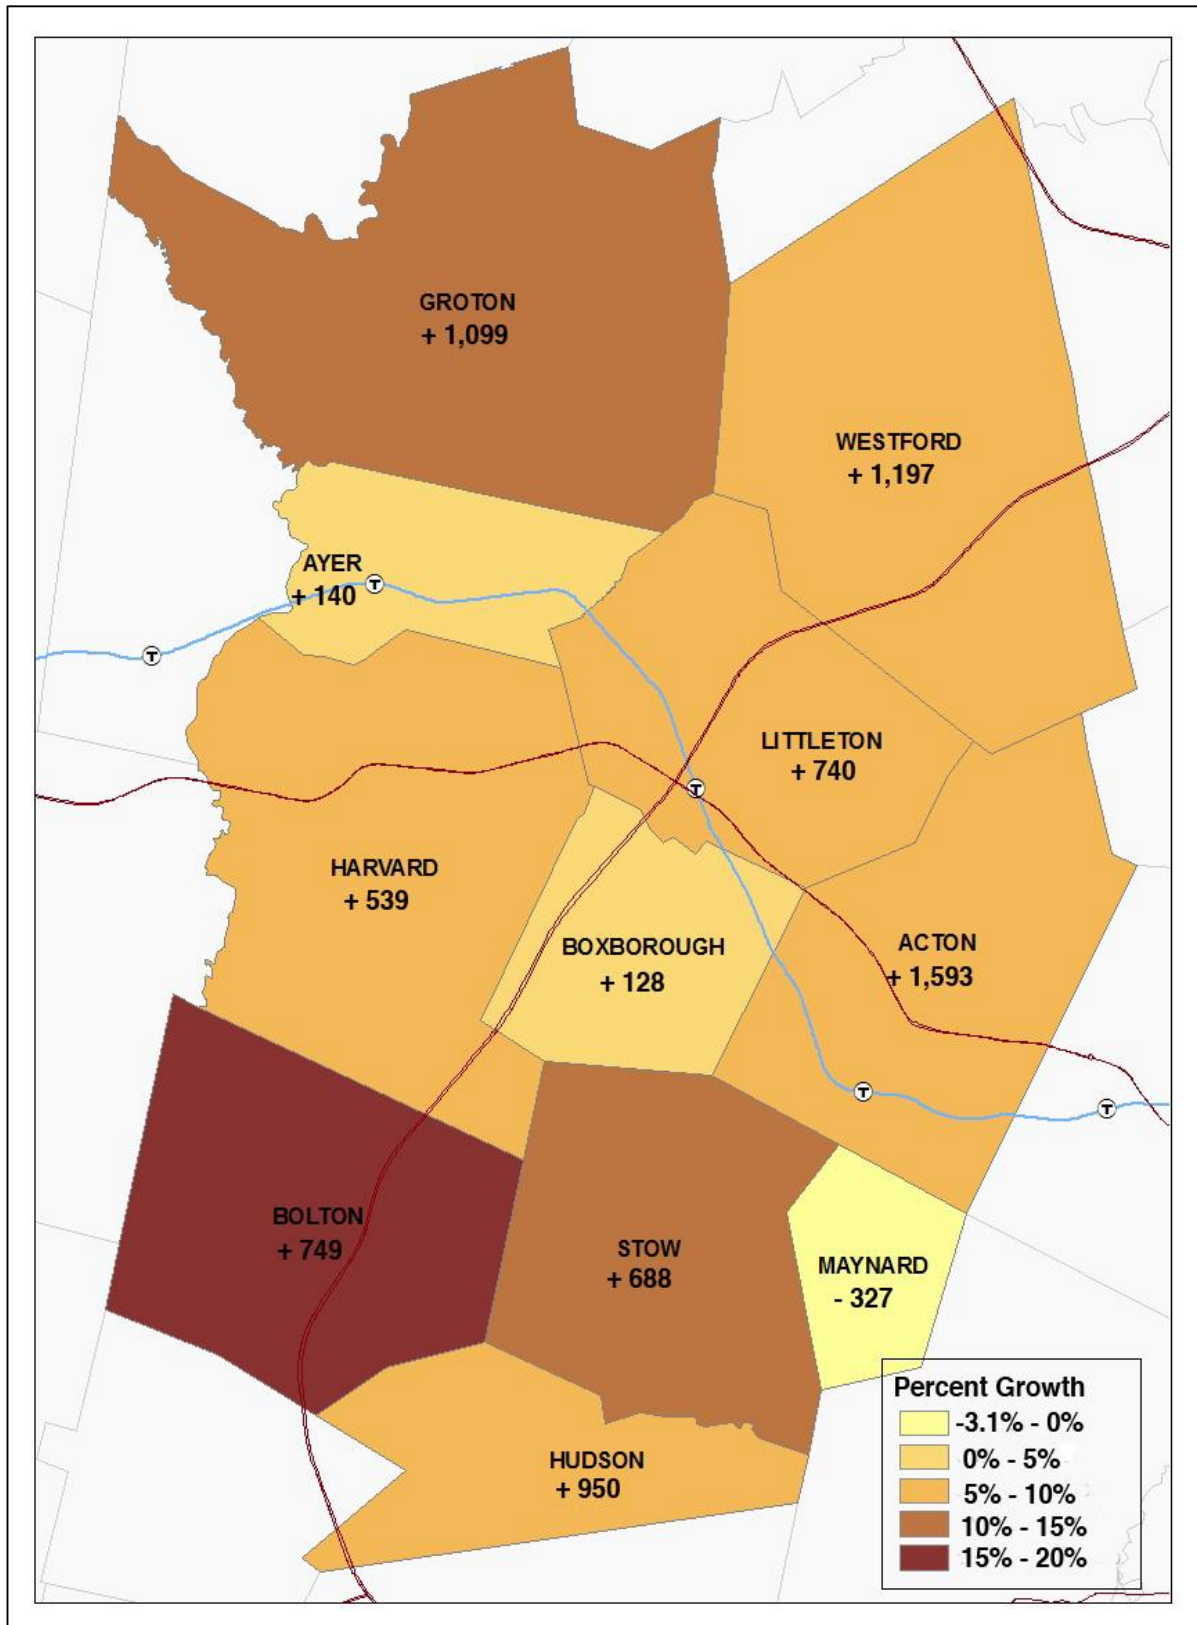 GROTON
+ 1,099
WESTFORD
+ 1,197
AYER
+ 140
T
T
LITTLETON
+ 740
T
HARVARD
+ 539
BOXBOROUGH
+ 128
ACTON
+ 1,593
T
T
BOLTON
+ 749
STOW
+ 688
MAYNARD
- 327
HUDSON
+ 950
Percent Growth
-3.1% - 0%
0% - 5%
5% - 10%
10% - 15%
15% - 20%